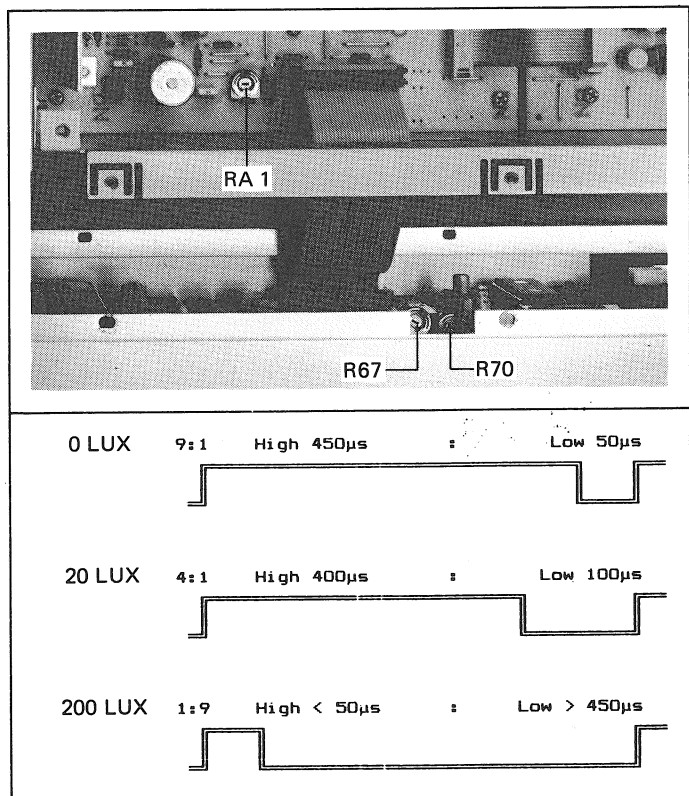 RA 1
R67 R70
0 LUX 9:1 High 450µs : Low 50µs
20 LUX 4:1 High 400µs : Low 100µs
200 LUX 1:9 High < 50µs : Low > 450µs